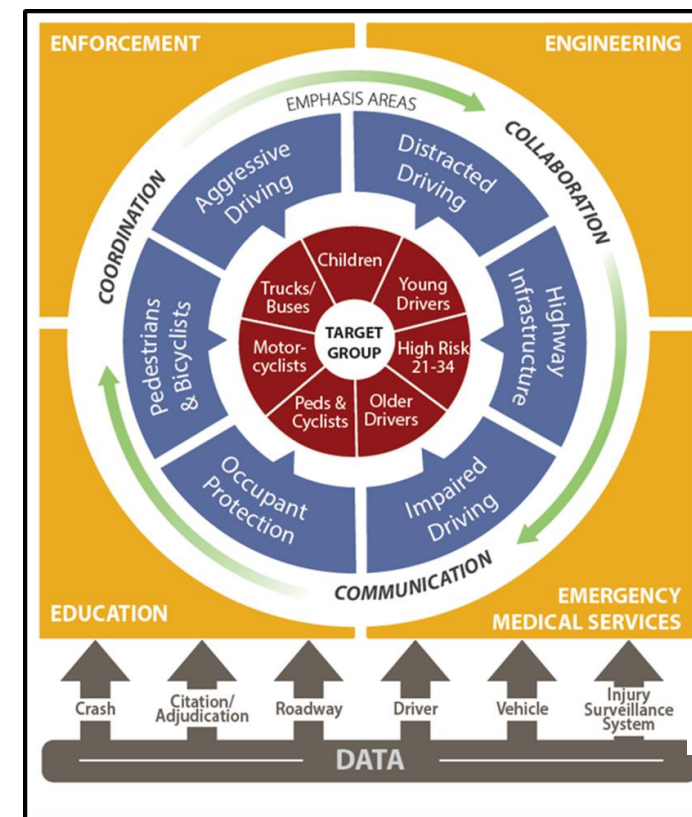 ENFORCEMENT
ENGINEERING
EMPHASIS AREAS
COORDINATION
COLLABORATION
COMMUNICATION
Aggressive
Driving
Distracted
Driving
Highway
Infrastructure
Impaired
Driving
Occupant
Protection
Pedestrians
& Bicyclists
Children
Young
Drivers
High Risk
21-34
Older
Drivers
Peds &
Cyclists
Motor-
cyclists
Trucks/
Buses
TARGET
GROUP
EDUCATION
EMERGENCY
MEDICAL SERVICES
Crash
Citation/
Adjudication
Roadway
Driver
Vehicle
Injury
Surveillance
System
DATA